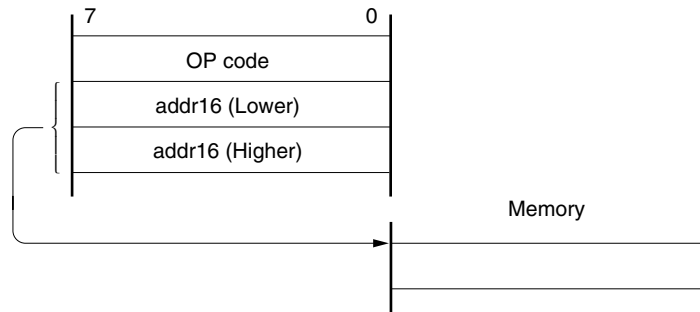 7 0
OP code
addr16 (Lower)
addr16 (Higher)
Memory